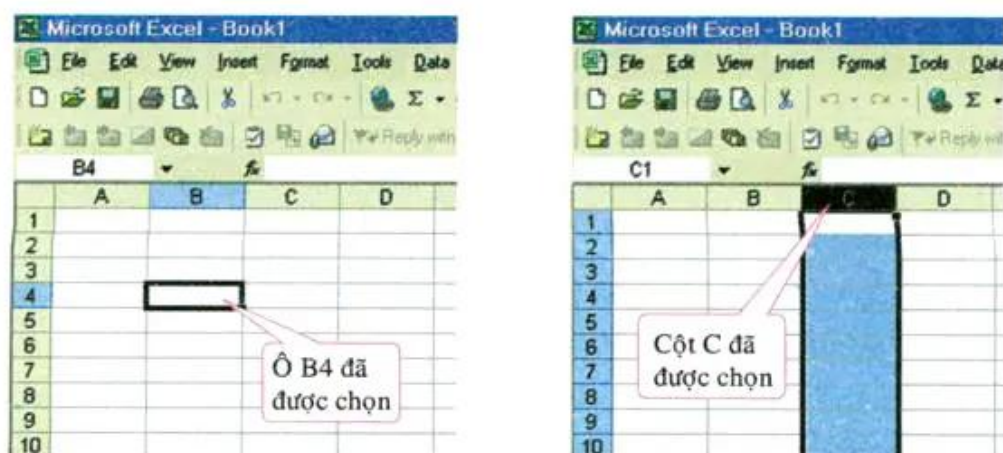 Microsoft Excel - Book1
File Edit View Insert Format Tools Data
Reply with
B4 fx
A B C D
1
2
3
4
5
6
7
8
9
10
Ô B4 đã
được chọn
Microsoft Excel - Book1
File Edit View Insert Format Tools Data
C1 fx
A B C D
1
2
3
4
5
6
7
8
9
10
Cột C đã
được chọn